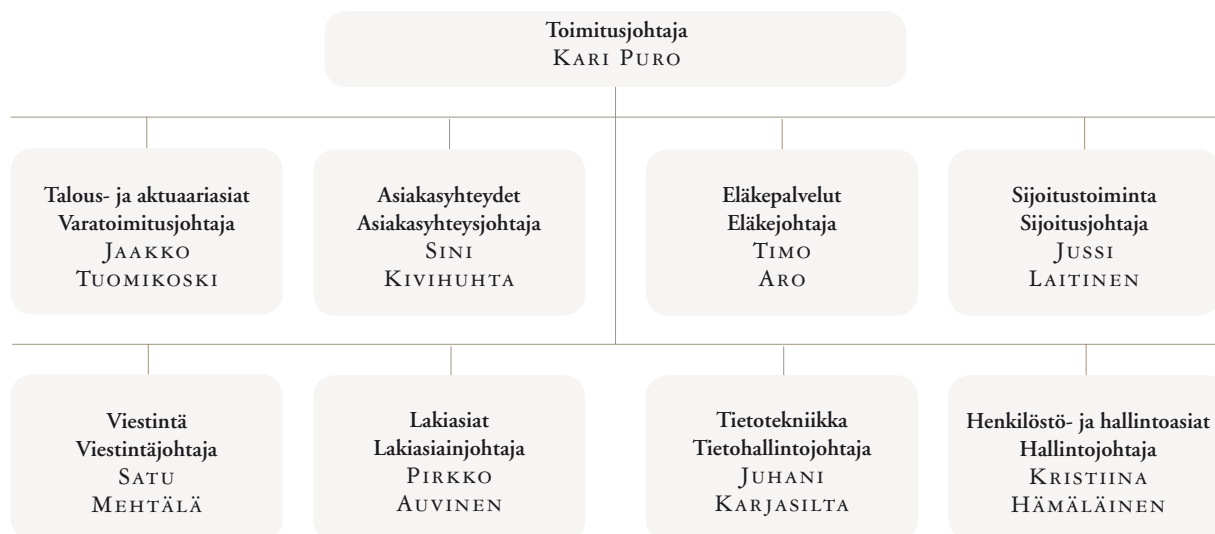 Toimitusjohtaja
KARI PURO
Talous- ja aktuaariasiat
Varatoimitusjohtaja
JAAKKO
TUOMIKOSKI
Asiakasyhteydet
Asiakasyhteysjohtaja
SINI
KIVIHUHTA
Eläkepalvelut
Eläkejohtaja
TIMO
ARO
Sijoitustoiminta
Sijoitusjohtaja
JUSSI
LAITINEN
Viestintä
Viestintäjohtaja
SATU
MEHTÄLÄ
Lakiasiat
Lakiasiainjohtaja
PIRKKO
AUVINEN
Tietotekniikka
Tietohallintojohtaja
JUHANI
KARJASILTA
Henkilöstö- ja hallintoasiat
Hallintojohtaja
KRISTIINA
HÄMÄLÄINEN